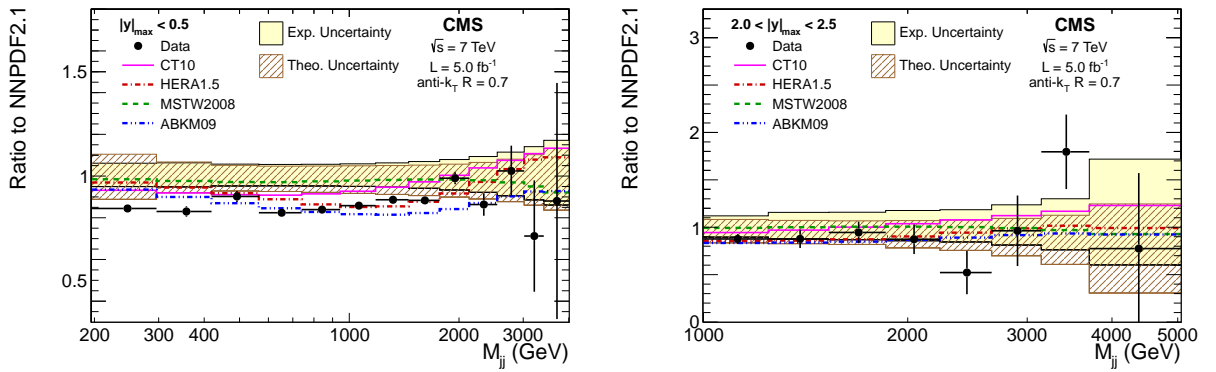 Ratio to NNPDF2.1
1.5
1
0.5
|y|max < 0.5
Data
CT10
HERA1.5
MSTW2008
ABKM09
Exp. Uncertainty
Theo. Uncertainty
CMS
√s = 7 TeV
L = 5.0 fb-1
anti-kT R = 0.7
200 300 400 1000 2000 3000
Mjj (GeV)
Ratio to NNPDF2.1
3
2
1
0
2.0 < |y|max < 2.5
Data
CT10
HERA1.5
MSTW2008
ABKM09
Exp. Uncertainty
Theo. Uncertainty
CMS
√s = 7 TeV
L = 5.0 fb-1
anti-kT R = 0.7
1000 2000 3000 4000 5000
Mjj (GeV)